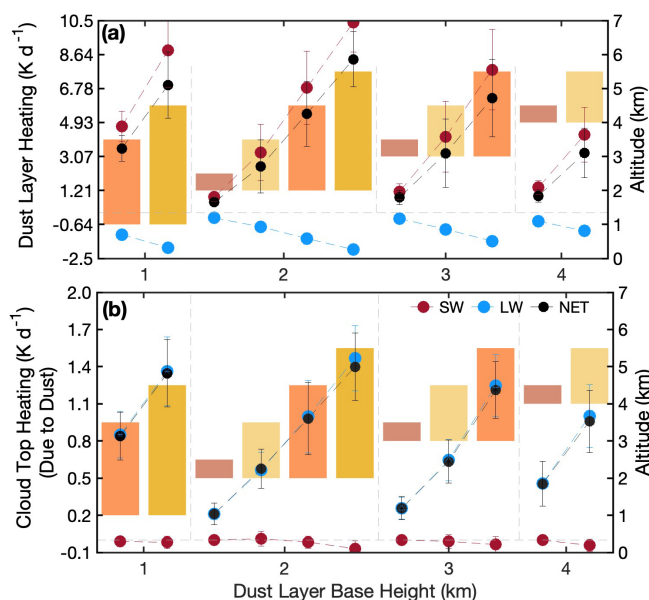 (a)
Dust Layer Heating (K d⁻¹)
10.5
8.64
6.78
4.93
3.07
1.21
-0.64
-2.5
7
6
5
4
3
2
1
0
Altitude (km)
1 2 3 4
(b)
SW LW NET
Cloud Top Heating (K d⁻¹)
(Due to Dust)
2.0
1.7
1.4
1.1
0.8
0.5
0.2
-0.1
7
6
5
4
3
2
1
0
Altitude (km)
1 2 3 4
Dust Layer Base Height (km)